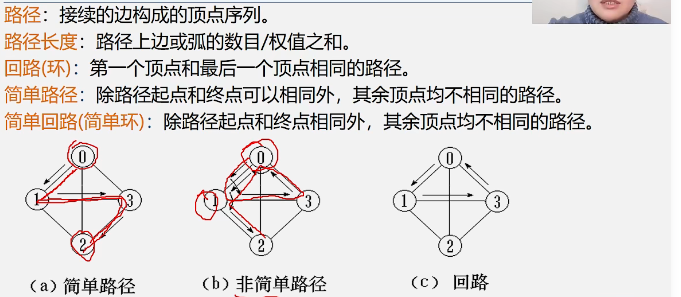 路径：接续的边构成的顶点序列。
路径长度：路径上边或弧的数目/权值之和。
回路(环)：第一个顶点和最后一个顶点相同的路径。
简单路径：除路径起点和终点可以相同外，其余顶点均不相同的路径。
简单回路(简单环)：除路径起点和终点相同外，其余顶点均不相同的路径。
0 0 0
1 3 1 3 1 3
2 2 2
(a) 简单路径 (b) 非简单路径 (c) 回路